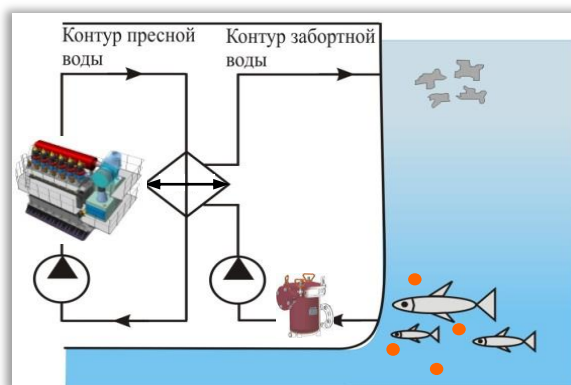 Контур пресной
воды
Контур забортной
воды